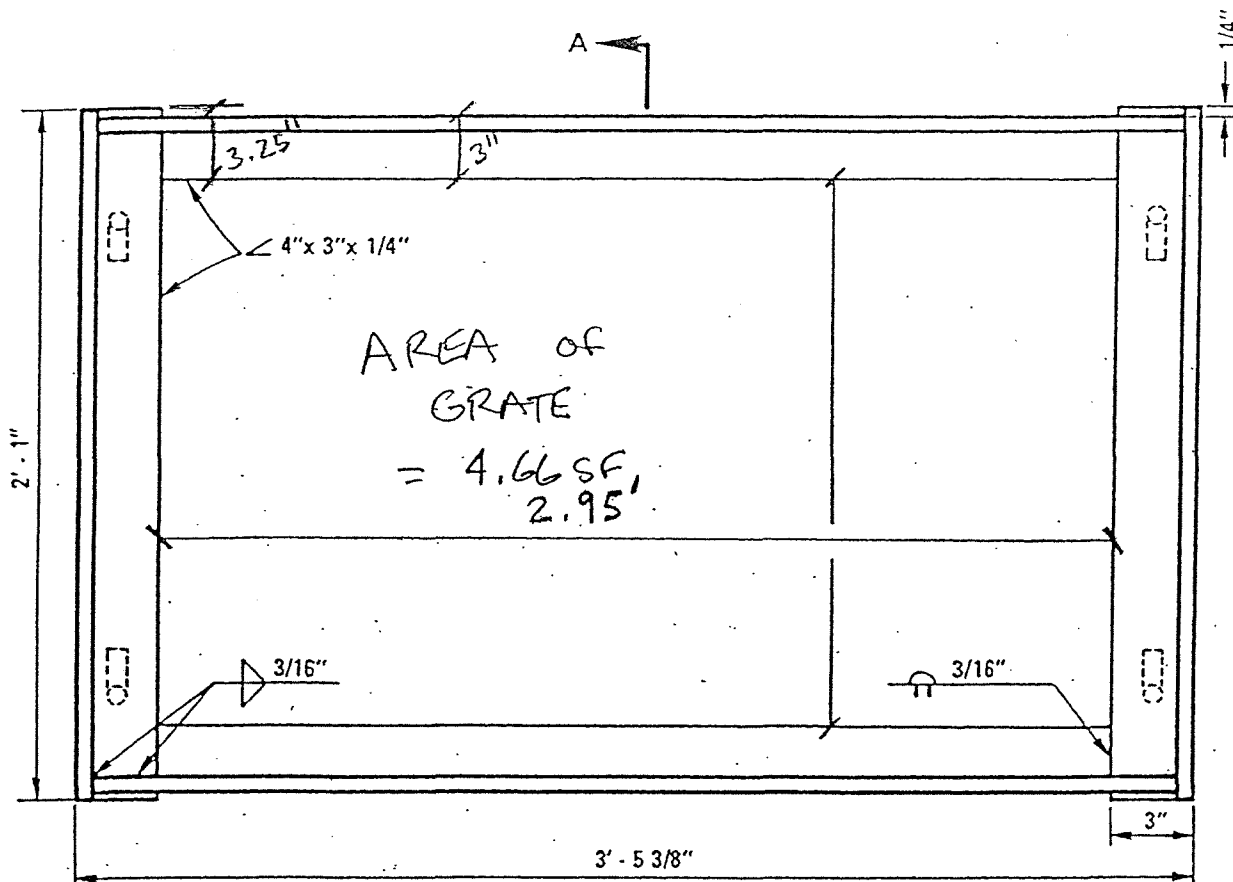 A
1/4"
3.25"
3"
∠ 4"x 3"x 1/4"
AREA of
GRATE
= 4.66 SF,
2.95'
2' - 1"
3/16"
3/16"
3"
3' - 5 3/8"